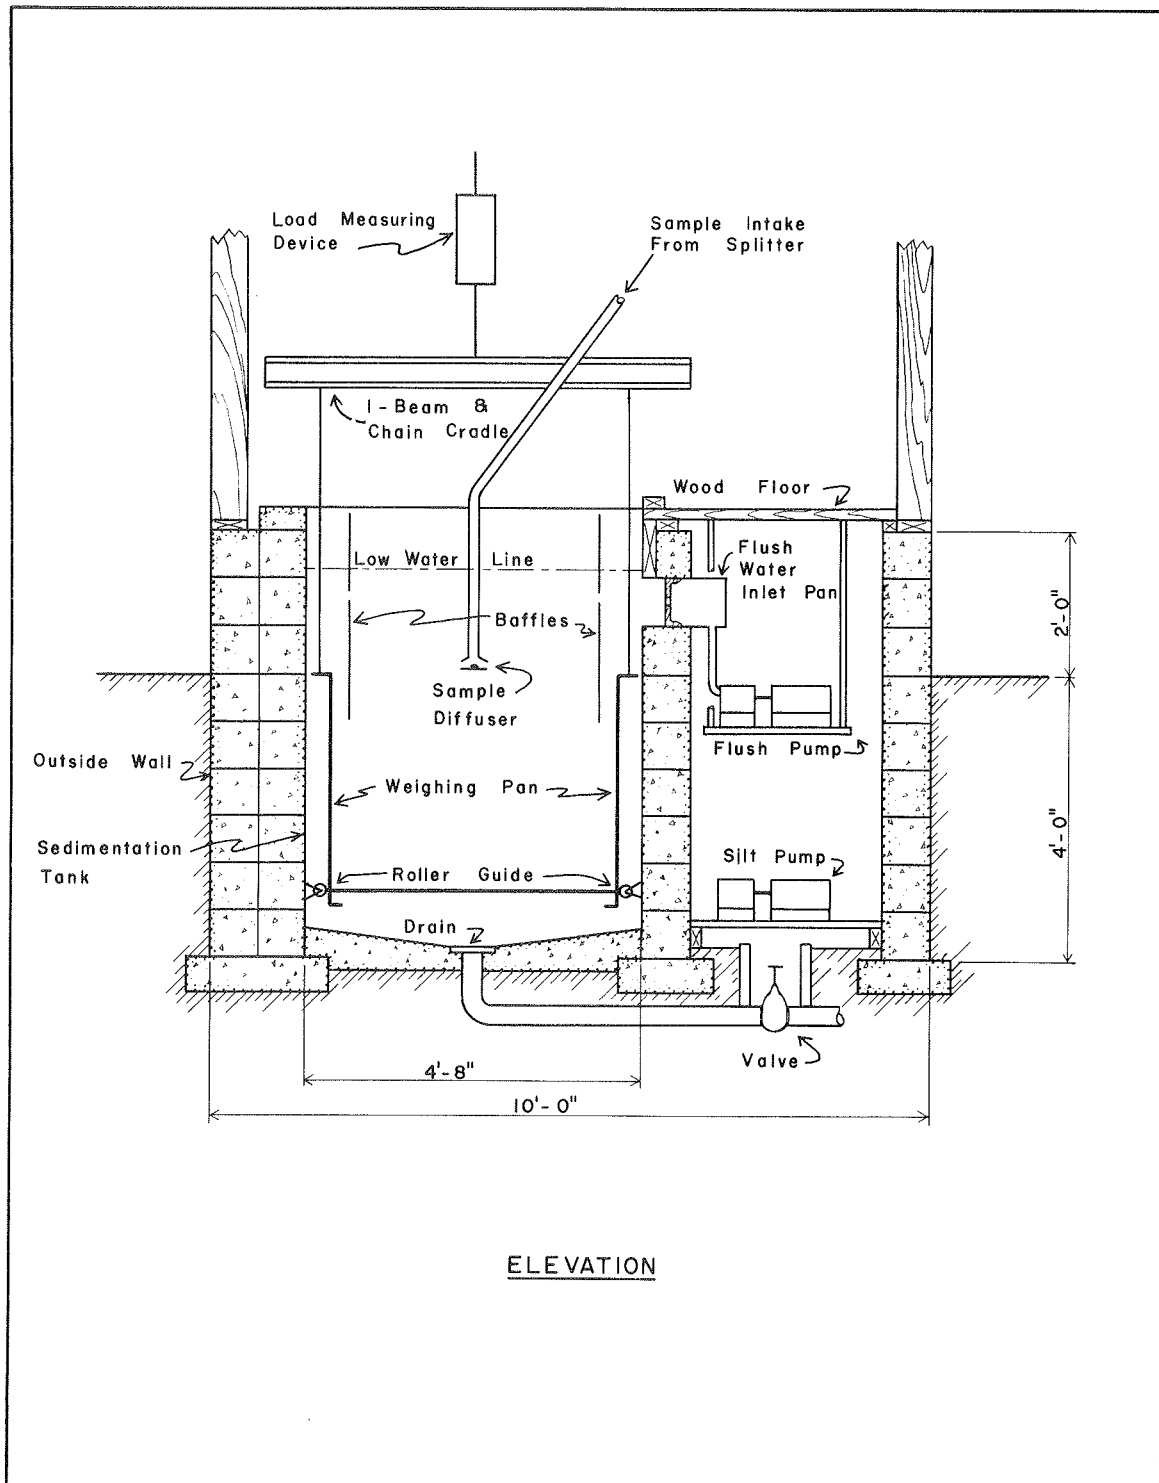 Load Measuring
Device
Sample Intake
From Splitter
I-Beam &
Chain Cradle
Wood Floor
Low Water Line
Flush
Water
Inlet Pan
Baffles
2'-0"
Sample
Diffuser
Flush Pump
Outside Wall
Weighing Pan
4'-0"
Sedimentation
Tank
Silt Pump
Roller Guide
Drain
Valve
4'-8"
10'-0"
ELEVATION